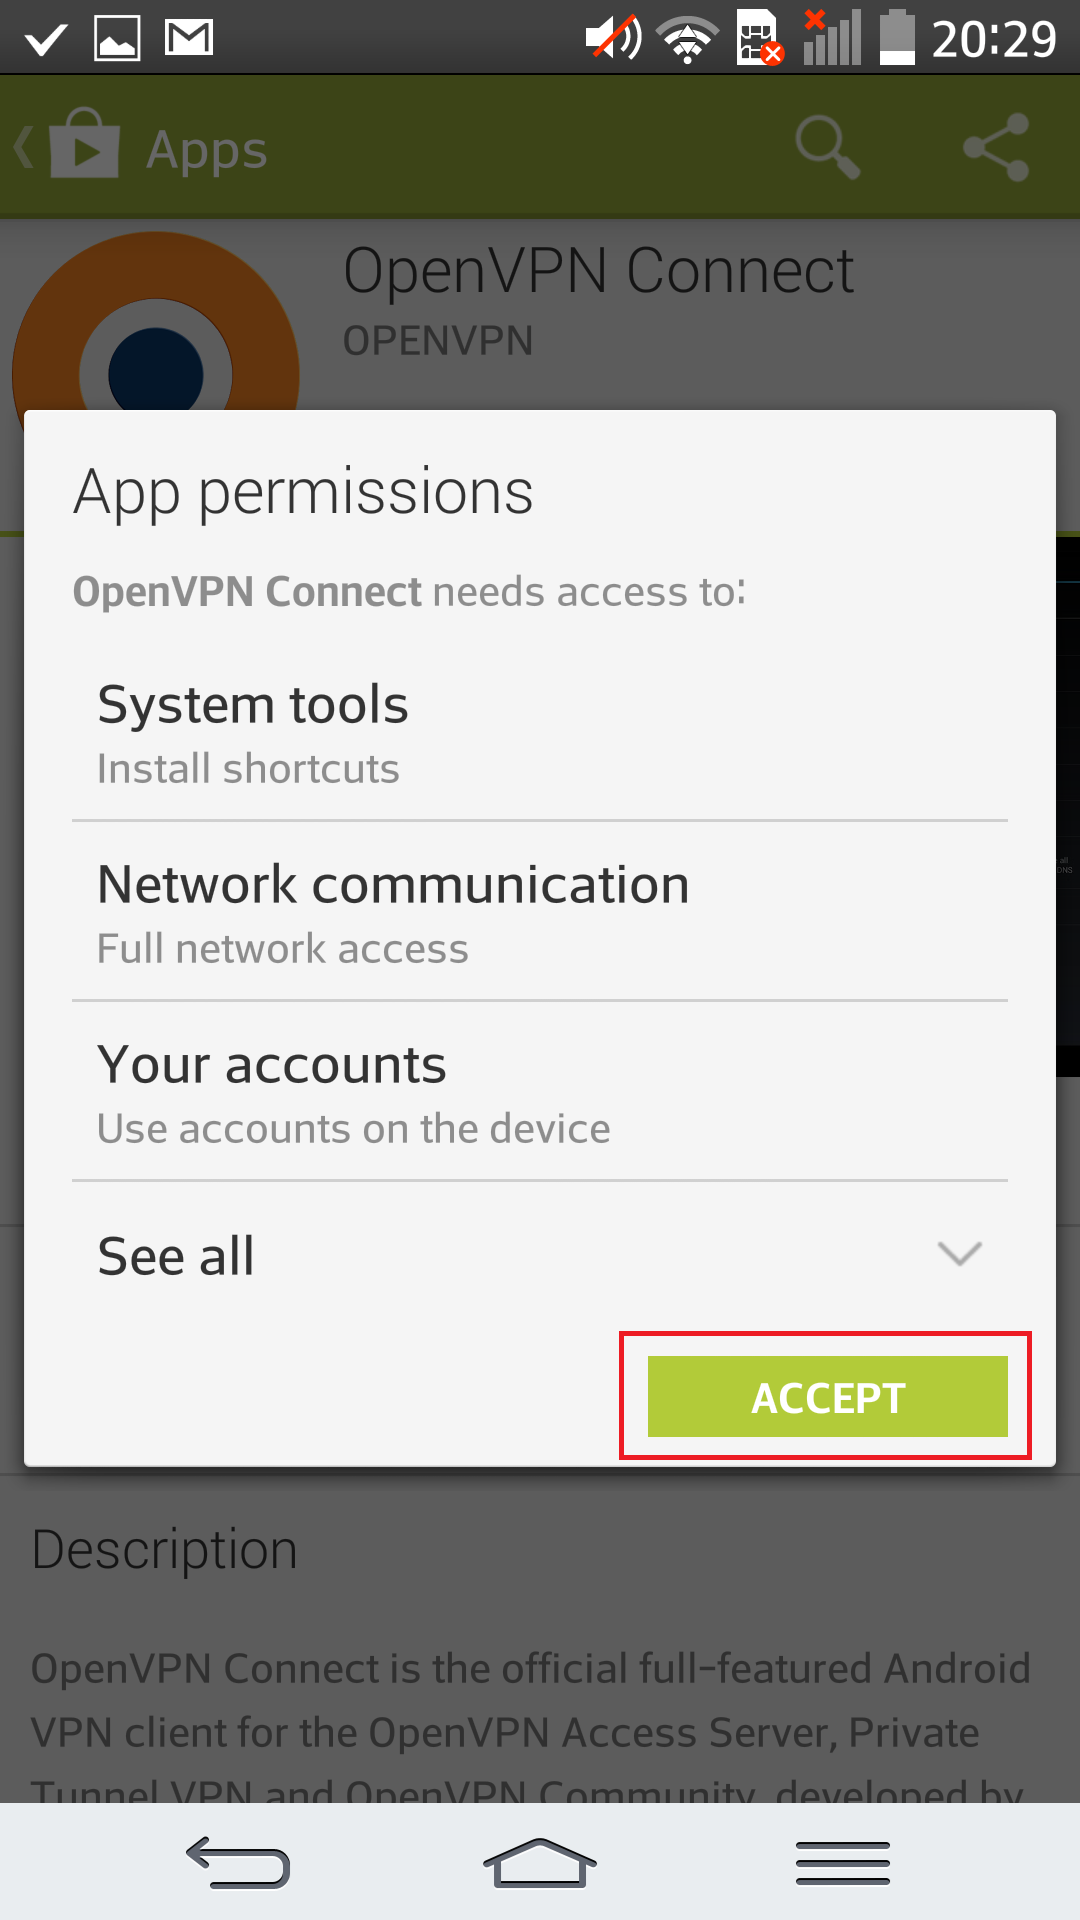 20:29
Apps
OpenVPN Connect
OPENVPN
App permissions
OpenVPN Connect needs access to:
System tools
Install shortcuts
Network communication
Full network access
Your accounts
Use accounts on the device
See all
ACCEPT
Description
OpenVPN Connect is the official full-featured Android
VPN client for the OpenVPN Access Server, Private
Tunnel VPN and OpenVPN Community, developed by